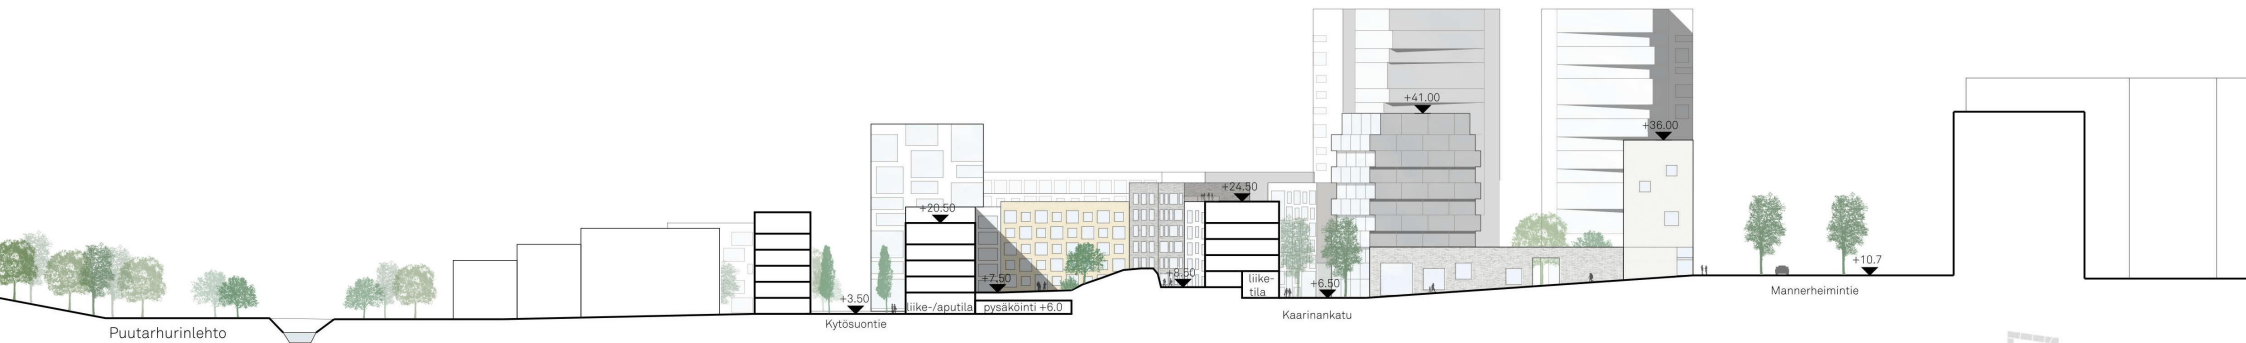 +41.00
+36.00
+24.50
+20.50
+7.50
+8.50
+10.7
liike-
tila
+6.50
+3.50
liike-/aputila
pysäköinti +6.0
Mannerheimintie
Kaarinankatu
Kytösuontie
Puutarhurinlehto